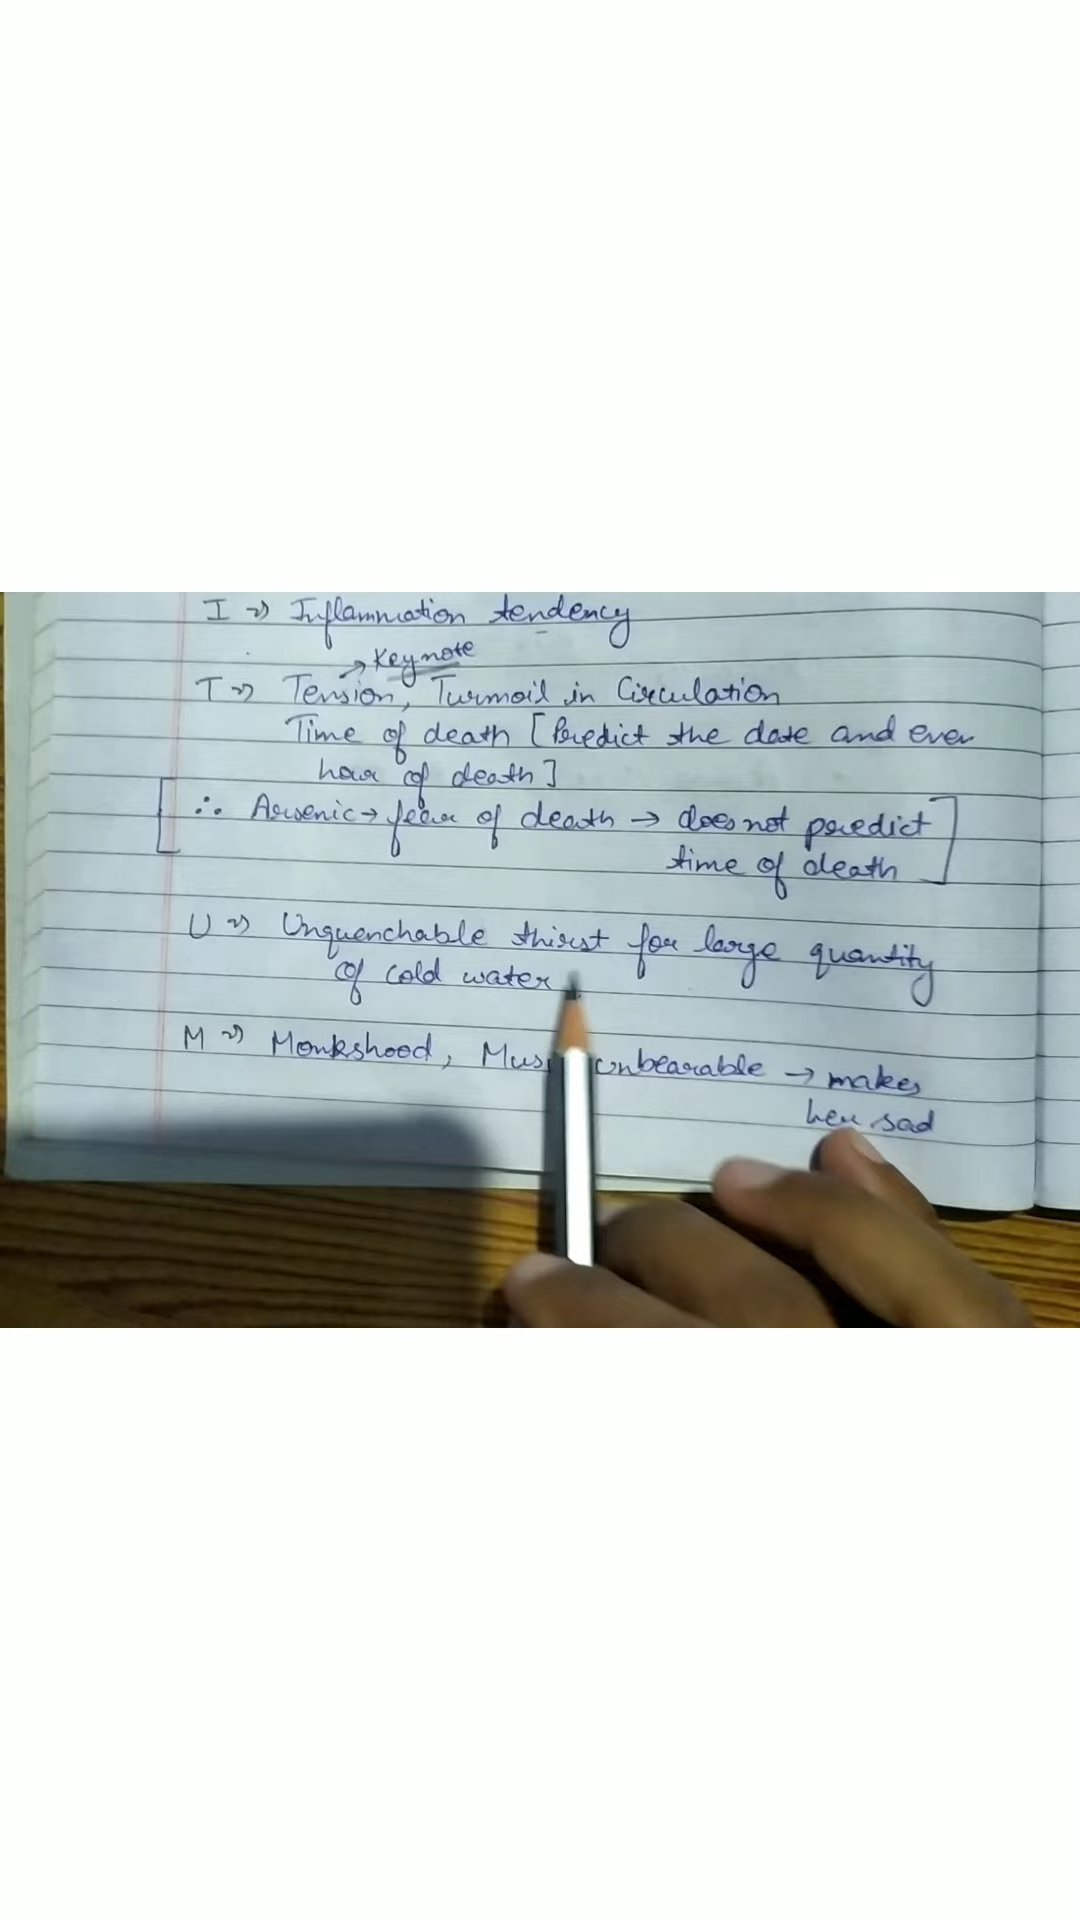 I ⇒ Inflammation tendency
→ Keynote
T ⇒ Tension, Turmoil in Circulation
Time of death [Predict the date and even
hour of death]
∴ Arsenic → fear of death → does not predict
time of death
U ⇒ Unquenchable thirst for large quantity
of cold water
M ⇒ Monkshood, Mus unbearable → makes
her sad